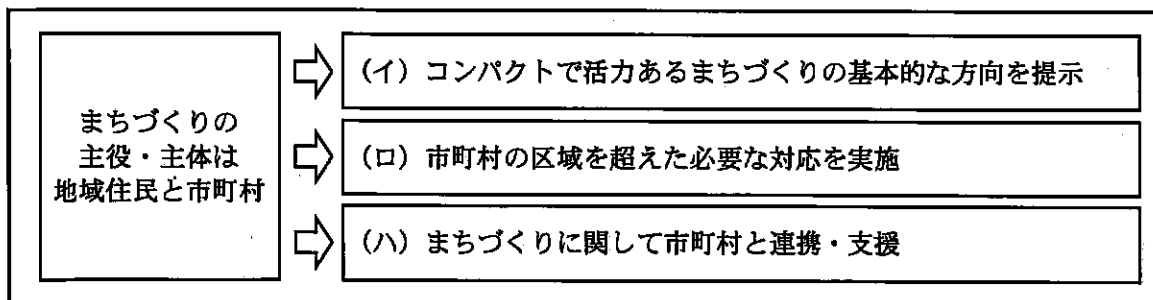 まちづくりの
主役・主体は
地域住民と市町村
（イ）コンパクトで活力あるまちづくりの基本的な方向を提示
（ロ）市町村の区域を超えた必要な対応を実施
（ハ）まちづくりに関して市町村と連携・支援